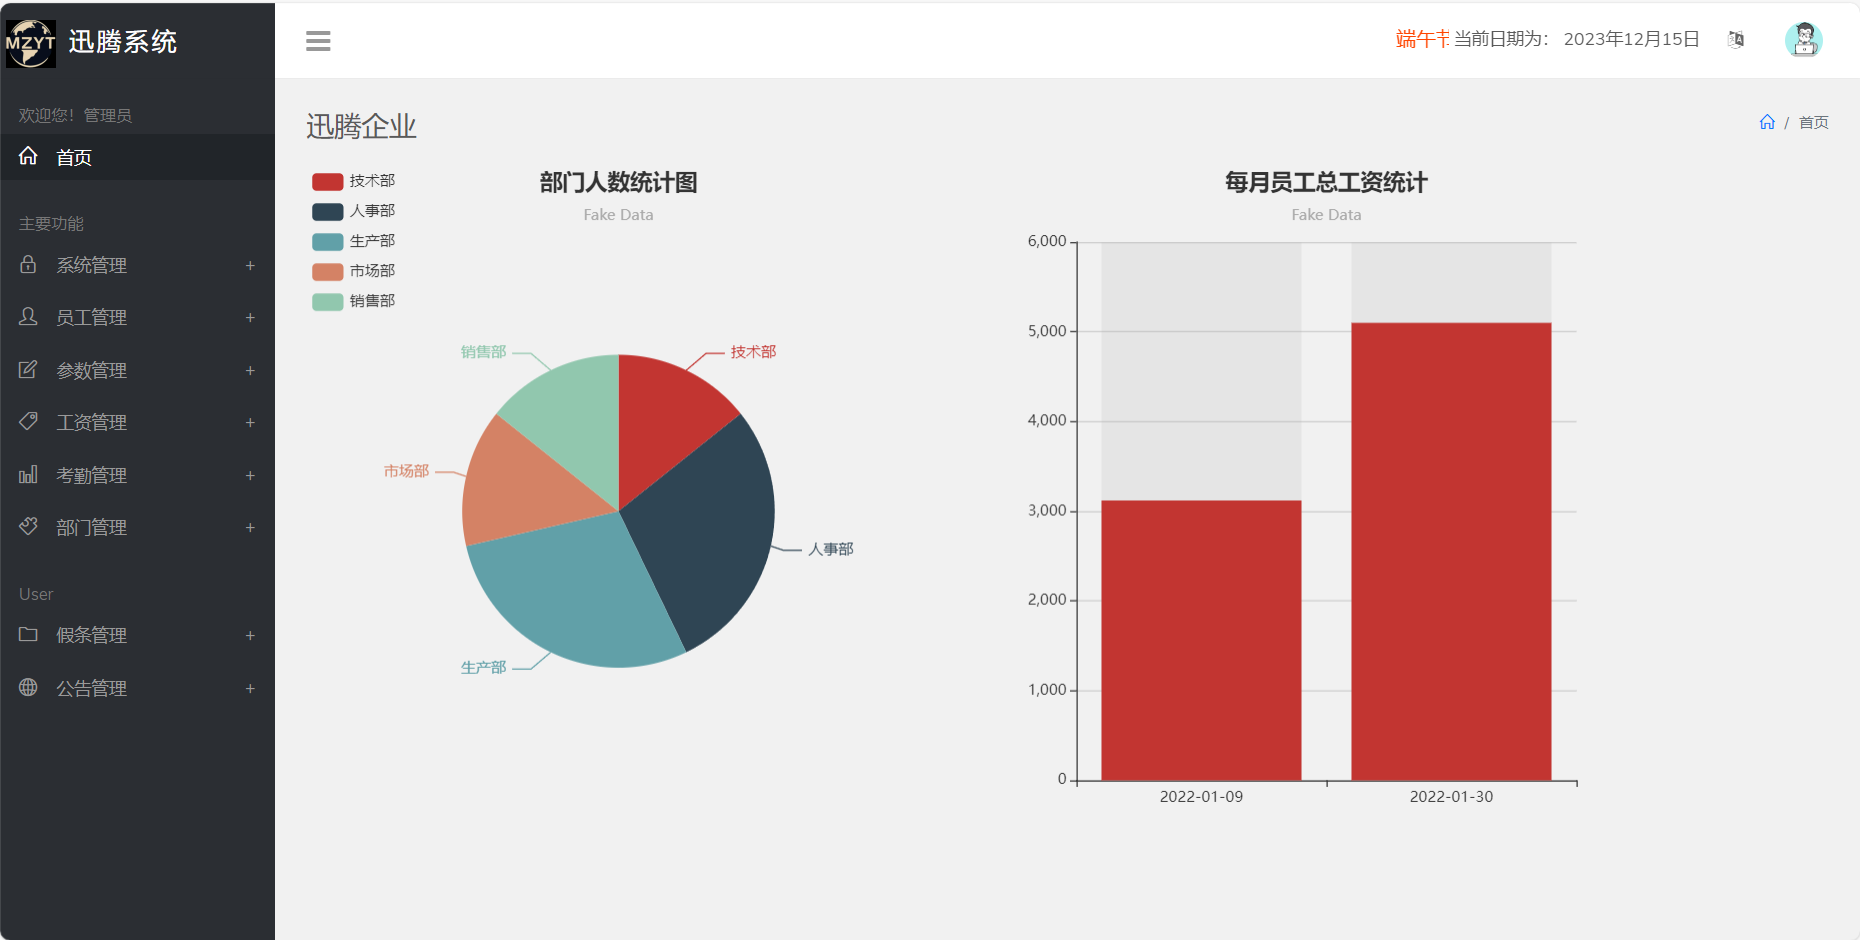 MZYT 迅腾系统
端午节 当前日期为： 2023年12月15日
欢迎您！管理员
首页
主要功能
系统管理 +
员工管理 +
参数管理 +
工资管理 +
考勤管理 +
部门管理 +
User
假条管理 +
公告管理 +
迅腾企业
/ 首页
技术部
人事部
生产部
市场部
销售部
部门人数统计图
Fake Data
销售部
技术部
市场部
人事部
生产部
每月员工总工资统计
Fake Data
6,000
5,000
4,000
3,000
2,000
1,000
0
2022-01-09
2022-01-30